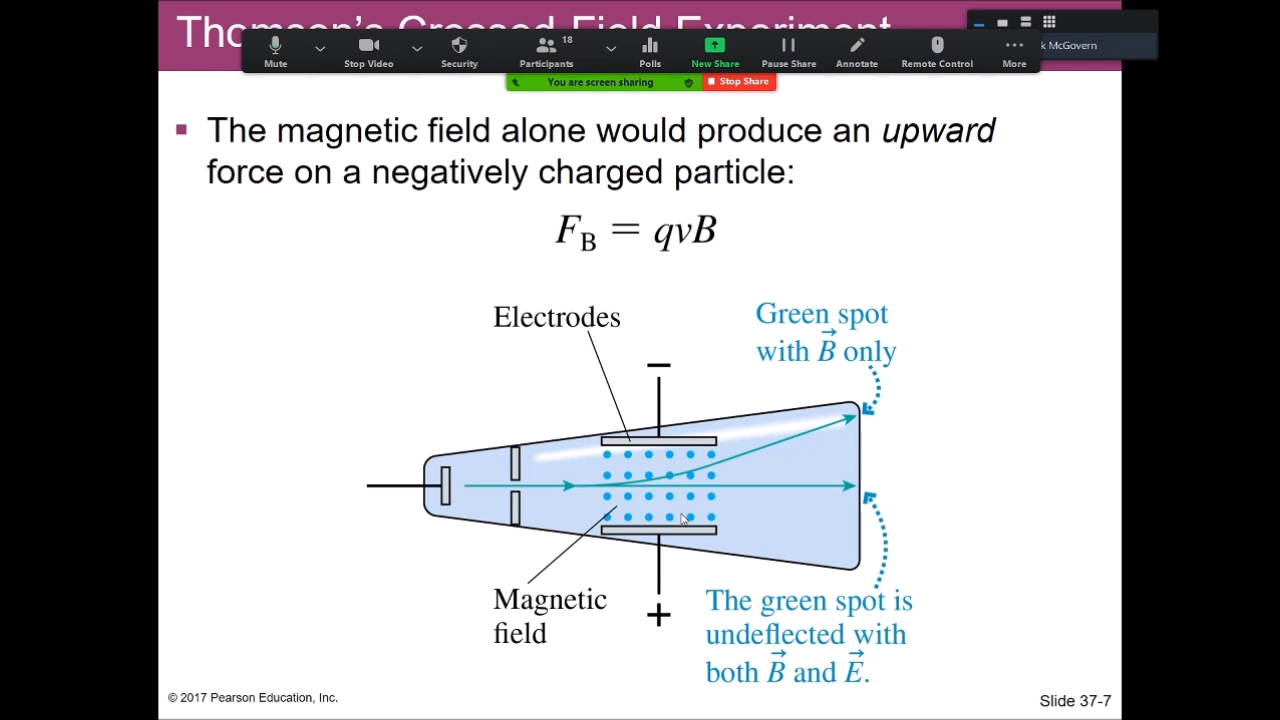 Thomson's Crossed-Field Experiment
k McGovern
Mute
Stop Video
Security
18
Participants
Polls
New Share
Pause Share
Annotate
Remote Control
More
You are screen sharing
Stop Share
The magnetic field alone would produce an upward
force on a negatively charged particle:
F_B = qvB
Electrodes
Green spot
with B⃗ only
−
Magnetic
field
+
The green spot is
undeflected with
both B⃗ and E⃗.
© 2017 Pearson Education, Inc.
Slide 37-7